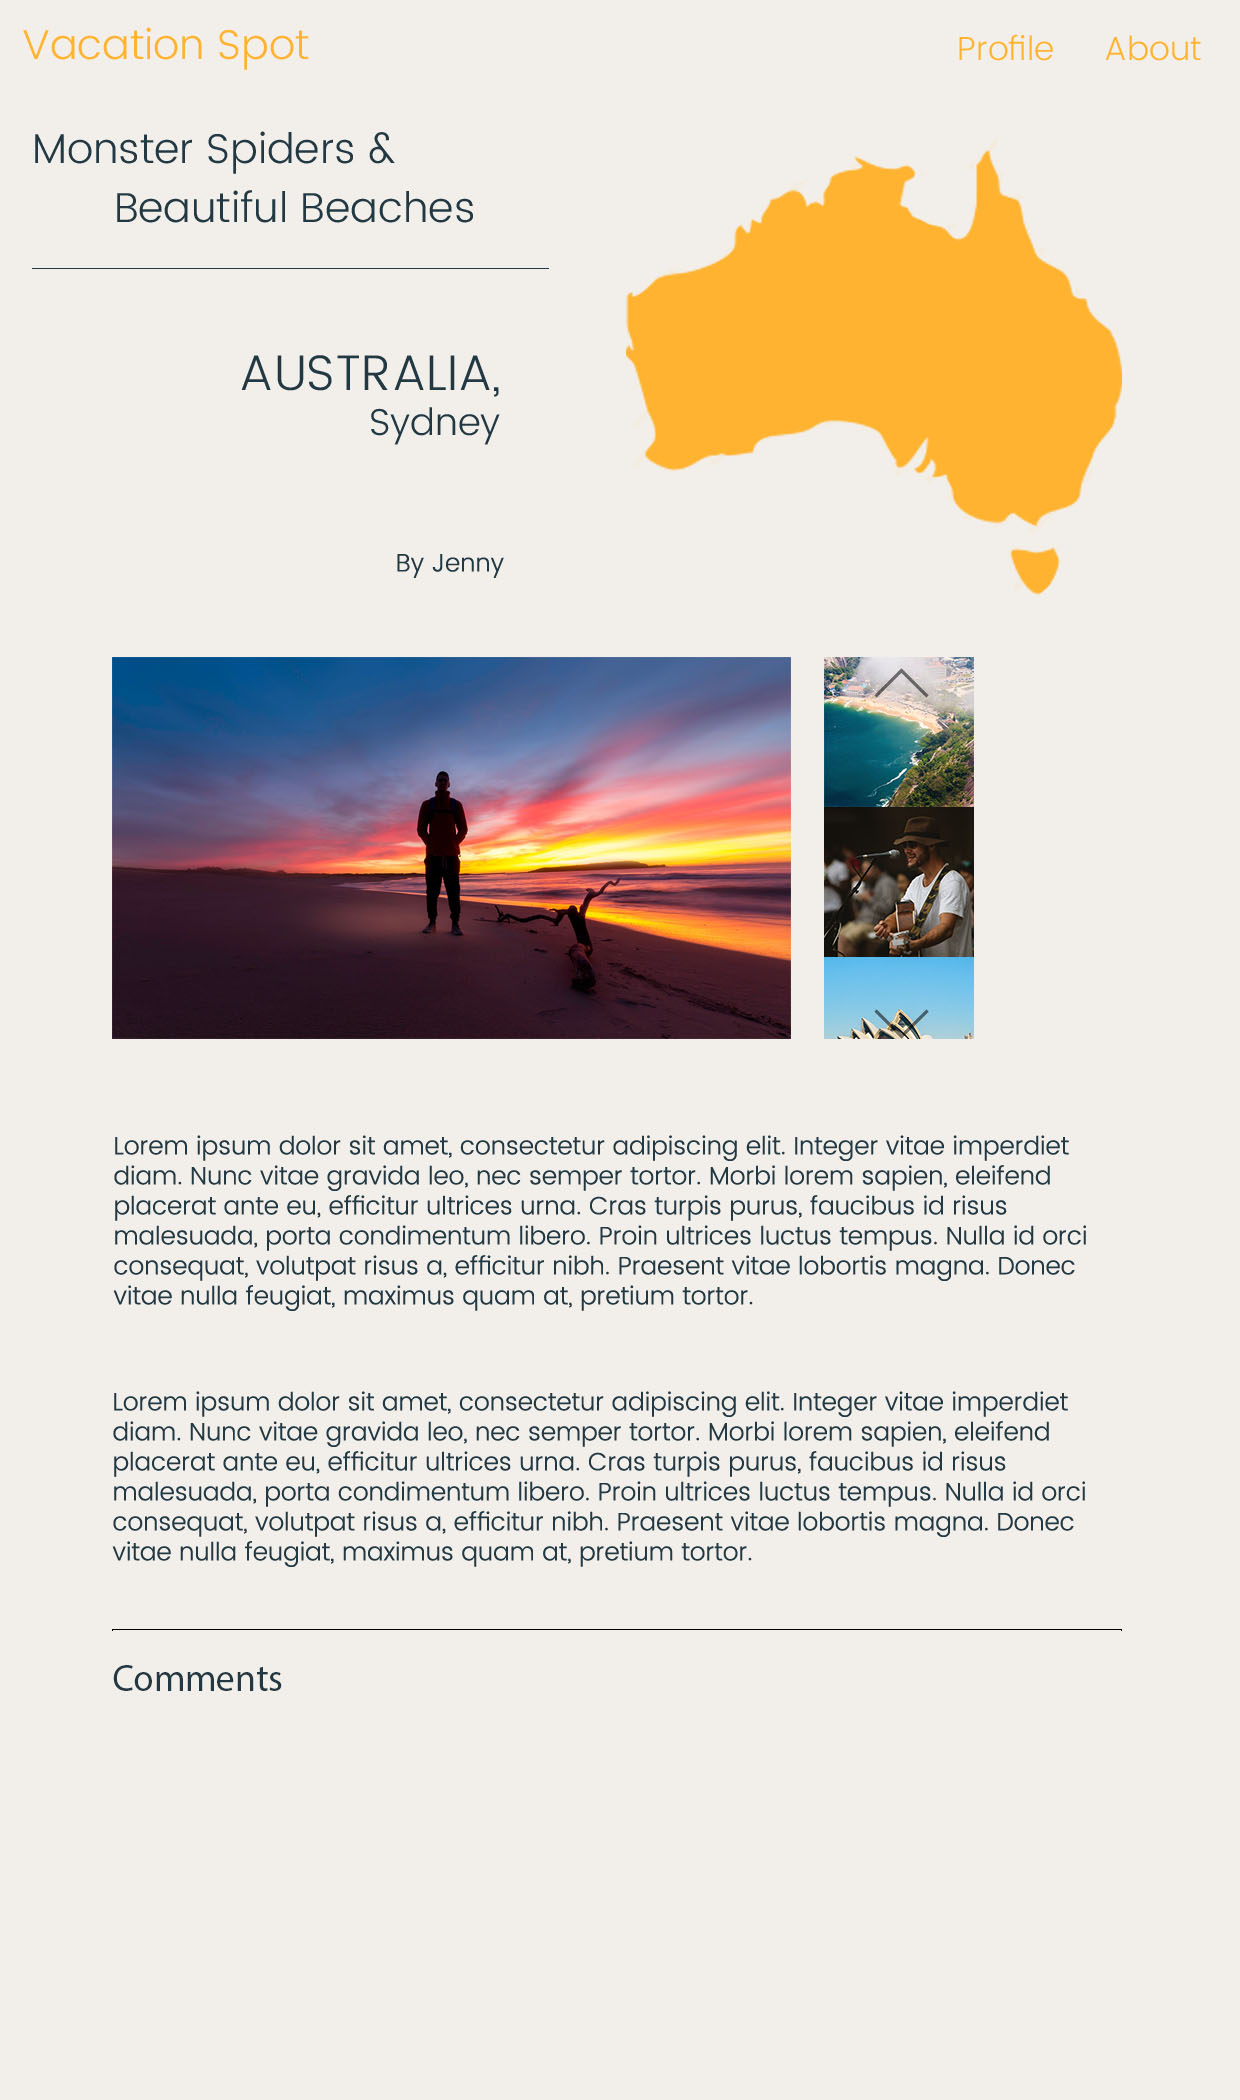 Vacation Spot
Profile
About
Monster Spiders &
Beautiful Beaches
AUSTRALIA,
Sydney
By Jenny
Lorem ipsum dolor sit amet, consectetur adipiscing elit. Integer vitae imperdiet
diam. Nunc vitae gravida leo, nec semper tortor. Morbi lorem sapien, eleifend
placerat ante eu, efficitur ultrices urna. Cras turpis purus, faucibus id risus
malesuada, porta condimentum libero. Proin ultrices luctus tempus. Nulla id orci
consequat, volutpat risus a, efficitur nibh. Praesent vitae lobortis magna. Donec
vitae nulla feugiat, maximus quam at, pretium tortor.
Lorem ipsum dolor sit amet, consectetur adipiscing elit. Integer vitae imperdiet
diam. Nunc vitae gravida leo, nec semper tortor. Morbi lorem sapien, eleifend
placerat ante eu, efficitur ultrices urna. Cras turpis purus, faucibus id risus
malesuada, porta condimentum libero. Proin ultrices luctus tempus. Nulla id orci
consequat, volutpat risus a, efficitur nibh. Praesent vitae lobortis magna. Donec
vitae nulla feugiat, maximus quam at, pretium tortor.
Comments